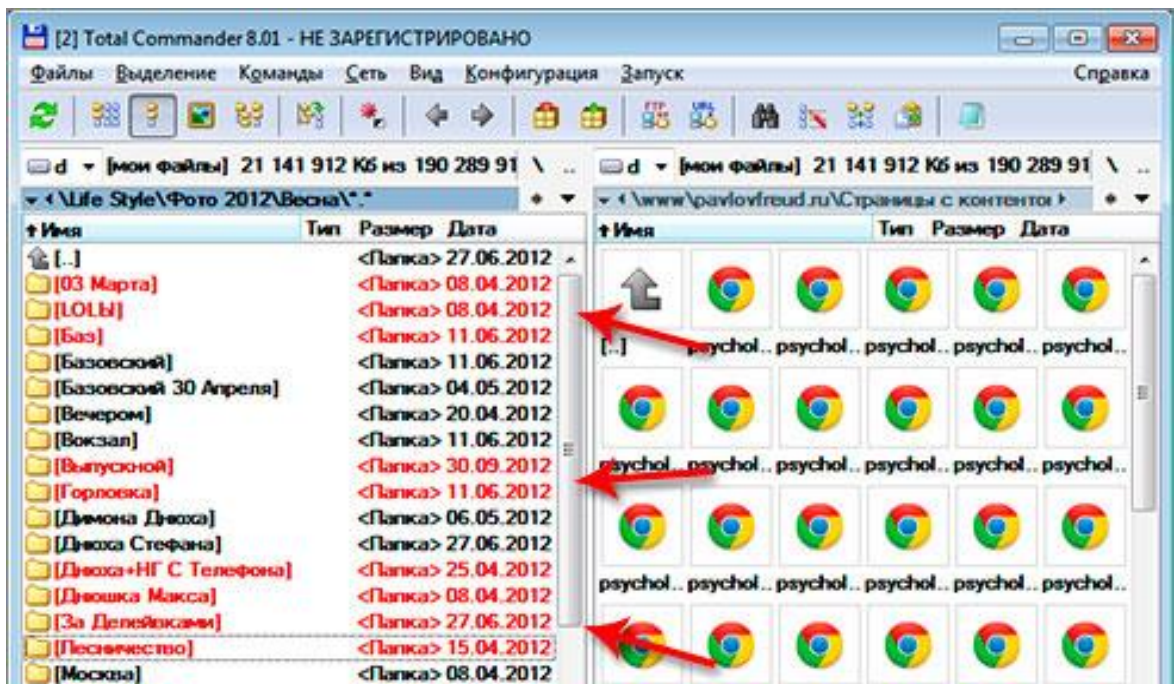 [2] Total Commander 8.01 - НЕ ЗАРЕГИСТРИРОВАНО
Файлы Выделение Команды Сеть Вид Конфигурация Запуск Справка
FTP URL
d [мои файлы] 21 141 912 Кб из 190 289 91 \ ..
\Life Style\Фото 2012\Весна\*.* * ▼
Имя Тип Размер Дата
[..] <Папка> 27.06.2012
[03 Марта] <Папка> 08.04.2012
[LOLЫ] <Папка> 08.04.2012
[Баз] <Папка> 11.06.2012
[Базовский] <Папка> 11.06.2012
[Базовский 30 Апреля] <Папка> 04.05.2012
[Вечером] <Папка> 20.04.2012
[Вокзал] <Папка> 11.06.2012
[Выпускной] <Папка> 30.09.2012
[Горловка] <Папка> 11.06.2012
[Димона Днюха] <Папка> 06.05.2012
[Днюха Стефана] <Папка> 27.06.2012
[Днюха+НГ С Телефона] <Папка> 25.04.2012
[Днюшка Макса] <Папка> 08.04.2012
[За Делейвками] <Папка> 27.06.2012
[Лесничество] <Папка> 15.04.2012
[Москва] <Папка> 08.04.2012
d [мои файлы] 21 141 912 Кб из 190 289 91 \ ..
\www\pavlovfreud.ru\Страницы с контентом * ▼
Имя Тип Размер Дата
[..] psychol.. psychol.. psychol.. psychol.. psychol..
psychol.. psychol.. psychol.. psychol.. psychol.. psychol..
psychol.. psychol.. psychol.. psychol.. psychol.. psychol..